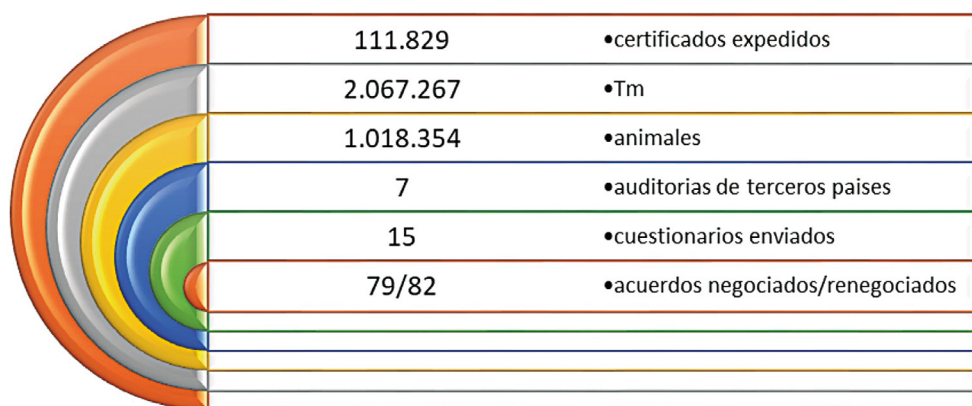 111.829 •certificados expedidos
2.067.267 •Tm
1.018.354 •animales
7 •auditorias de terceros paises
15 •cuestionarios enviados
79/82 •acuerdos negociados/renegociados